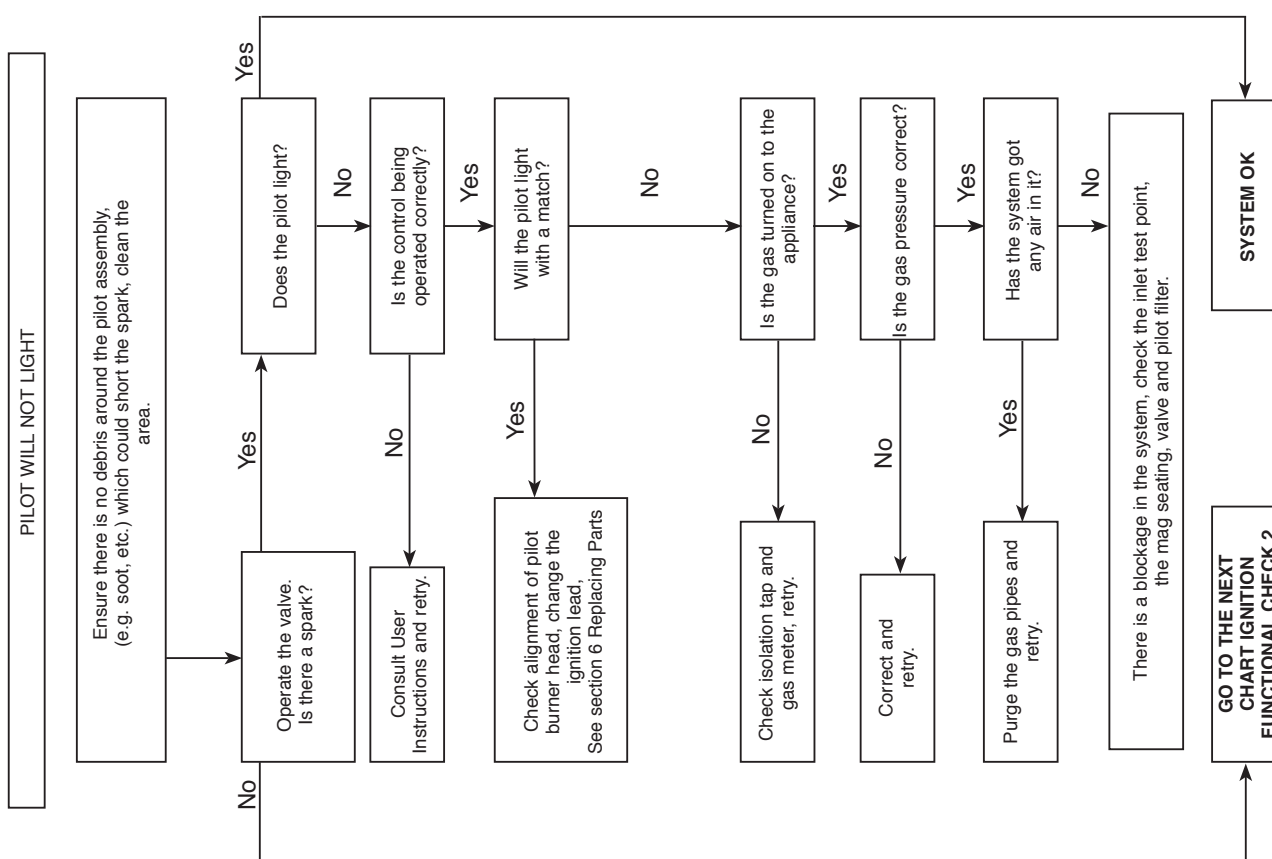 PILOT WILL NOT LIGHT
Ensure there is no debris around the pilot assembly,
(e.g. soot, etc.) which could short the spark, clean the
area.
Operate the valve.
Is there a spark?
Yes
No
Does the pilot light?
Yes
No
Is the control being
operated correctly?
No
Yes
Consult User
Instructions and retry.
Will the pilot light
with a match?
Yes
No
Check alignment of pilot
burner head, change the
ignition lead,
See section 6 Replacing Parts
Is the gas turned on to the
appliance?
No
Yes
Check isolation tap and
gas meter, retry.
Is the gas pressure correct?
No
Yes
Correct and
retry.
Has the system got
any air in it?
Yes
No
Purge the gas pipes and
retry.
There is a blockage in the system, check the inlet test point,
the mag seating, valve and pilot filter.
GO TO THE NEXT
CHART IGNITION
FUNCTIONAL CHECK 2
SYSTEM OK